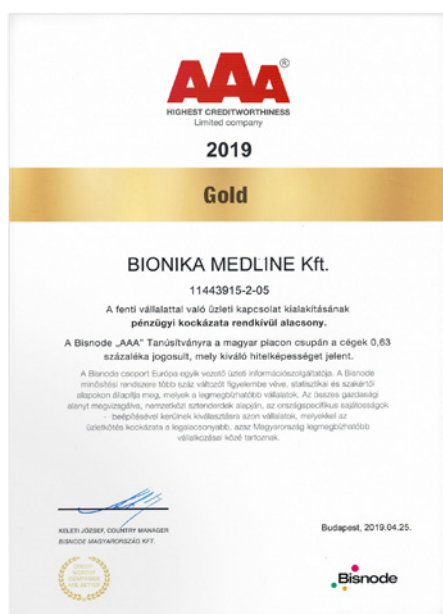 AAA®
HIGHEST CREDITWORTHINESS
Limited company
2019
Gold
BIONIKA MEDLINE Kft.
11443915-2-05
A fenti vállalattal való üzleti kapcsolat kialakításának
pénzügyi kockázata rendkívül alacsony.
A Bisnode „AAA” Tanúsítványra a magyar piacon csupán a cégek 0,63
százaléka jogosult, mely kiváló hitelképességet jelent.
A Bisnode csoport Európa egyik vezető üzleti információszolgáltatója. A Bisnode
minősítési rendszere több száz változót figyelembe véve, statisztikai és szakértői
alapokon állapítja meg, melyek a legmegbízhatóbb vállalatok. Az összes gazdasági
alanyt megvizsgálva, nemzetközi sztenderdek alapján, az országspecifikus sajátosságok
beépítésével kerülnek kiválasztásra azon vállalatok, melyekkel az
üzletkötés kockázata a legalacsonyabb, azaz Magyarország legmegbízhatóbb
vállalkozásai közé tartoznak.
KELETI JÓZSEF, COUNTRY MANAGER
BISNODE MAGYARORSZÁG KFT.
Budapest, 2019.04.25.
Bisnode